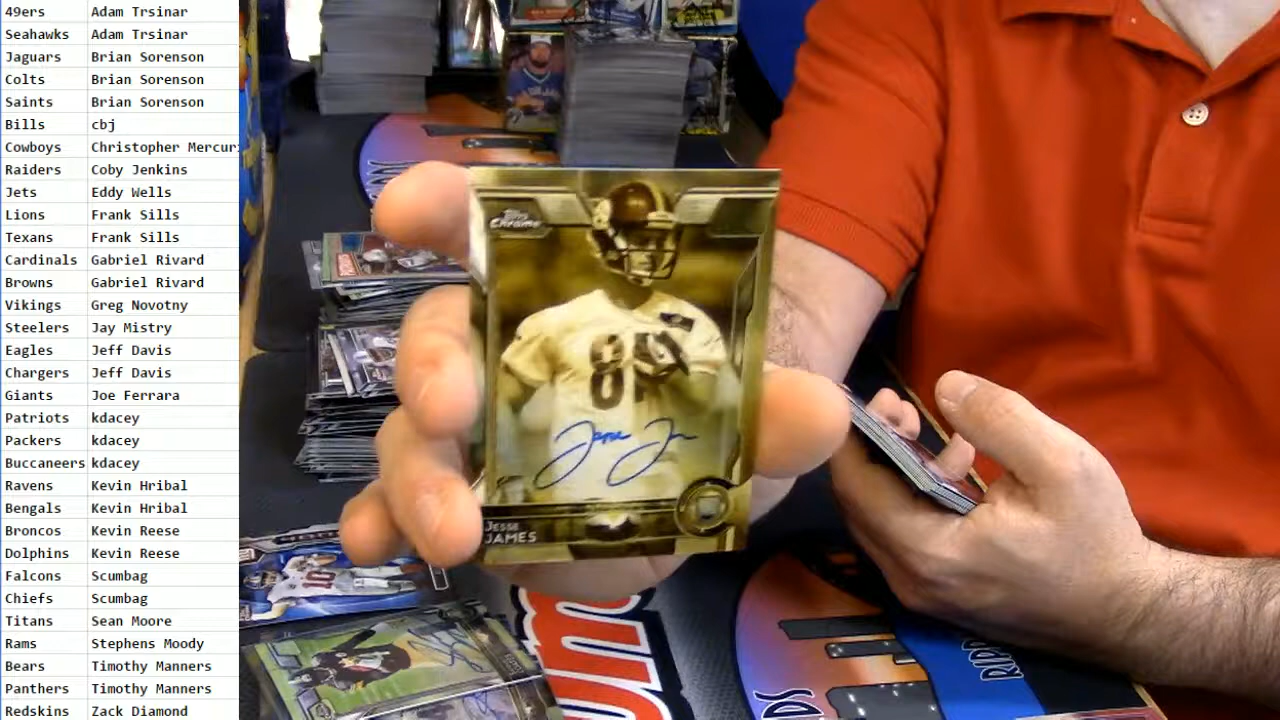 49ers Adam Trsinar
Seahawks Adam Trsinar
Jaguars Brian Sorenson
Colts Brian Sorenson
Saints Brian Sorenson
Bills cbj
Cowboys Christopher Mercur
Raiders Coby Jenkins
Jets Eddy Wells
Lions Frank Sills
Texans Frank Sills
Cardinals Gabriel Rivard
Browns Gabriel Rivard
Vikings Greg Novotny
Steelers Jay Mistry
Eagles Jeff Davis
Chargers Jeff Davis
Giants Joe Ferrara
Patriots kdacey
Packers kdacey
Buccaneers kdacey
Ravens Kevin Hribal
Bengals Kevin Hribal
Broncos Kevin Reese
Dolphins Kevin Reese
Falcons Scumbag
Chiefs Scumbag
Titans Sean Moore
Rams Stephens Moody
Bears Timothy Manners
Panthers Timothy Manners
Redskins Zack Diamond
Topps
Chrome
JESSE
JAMES